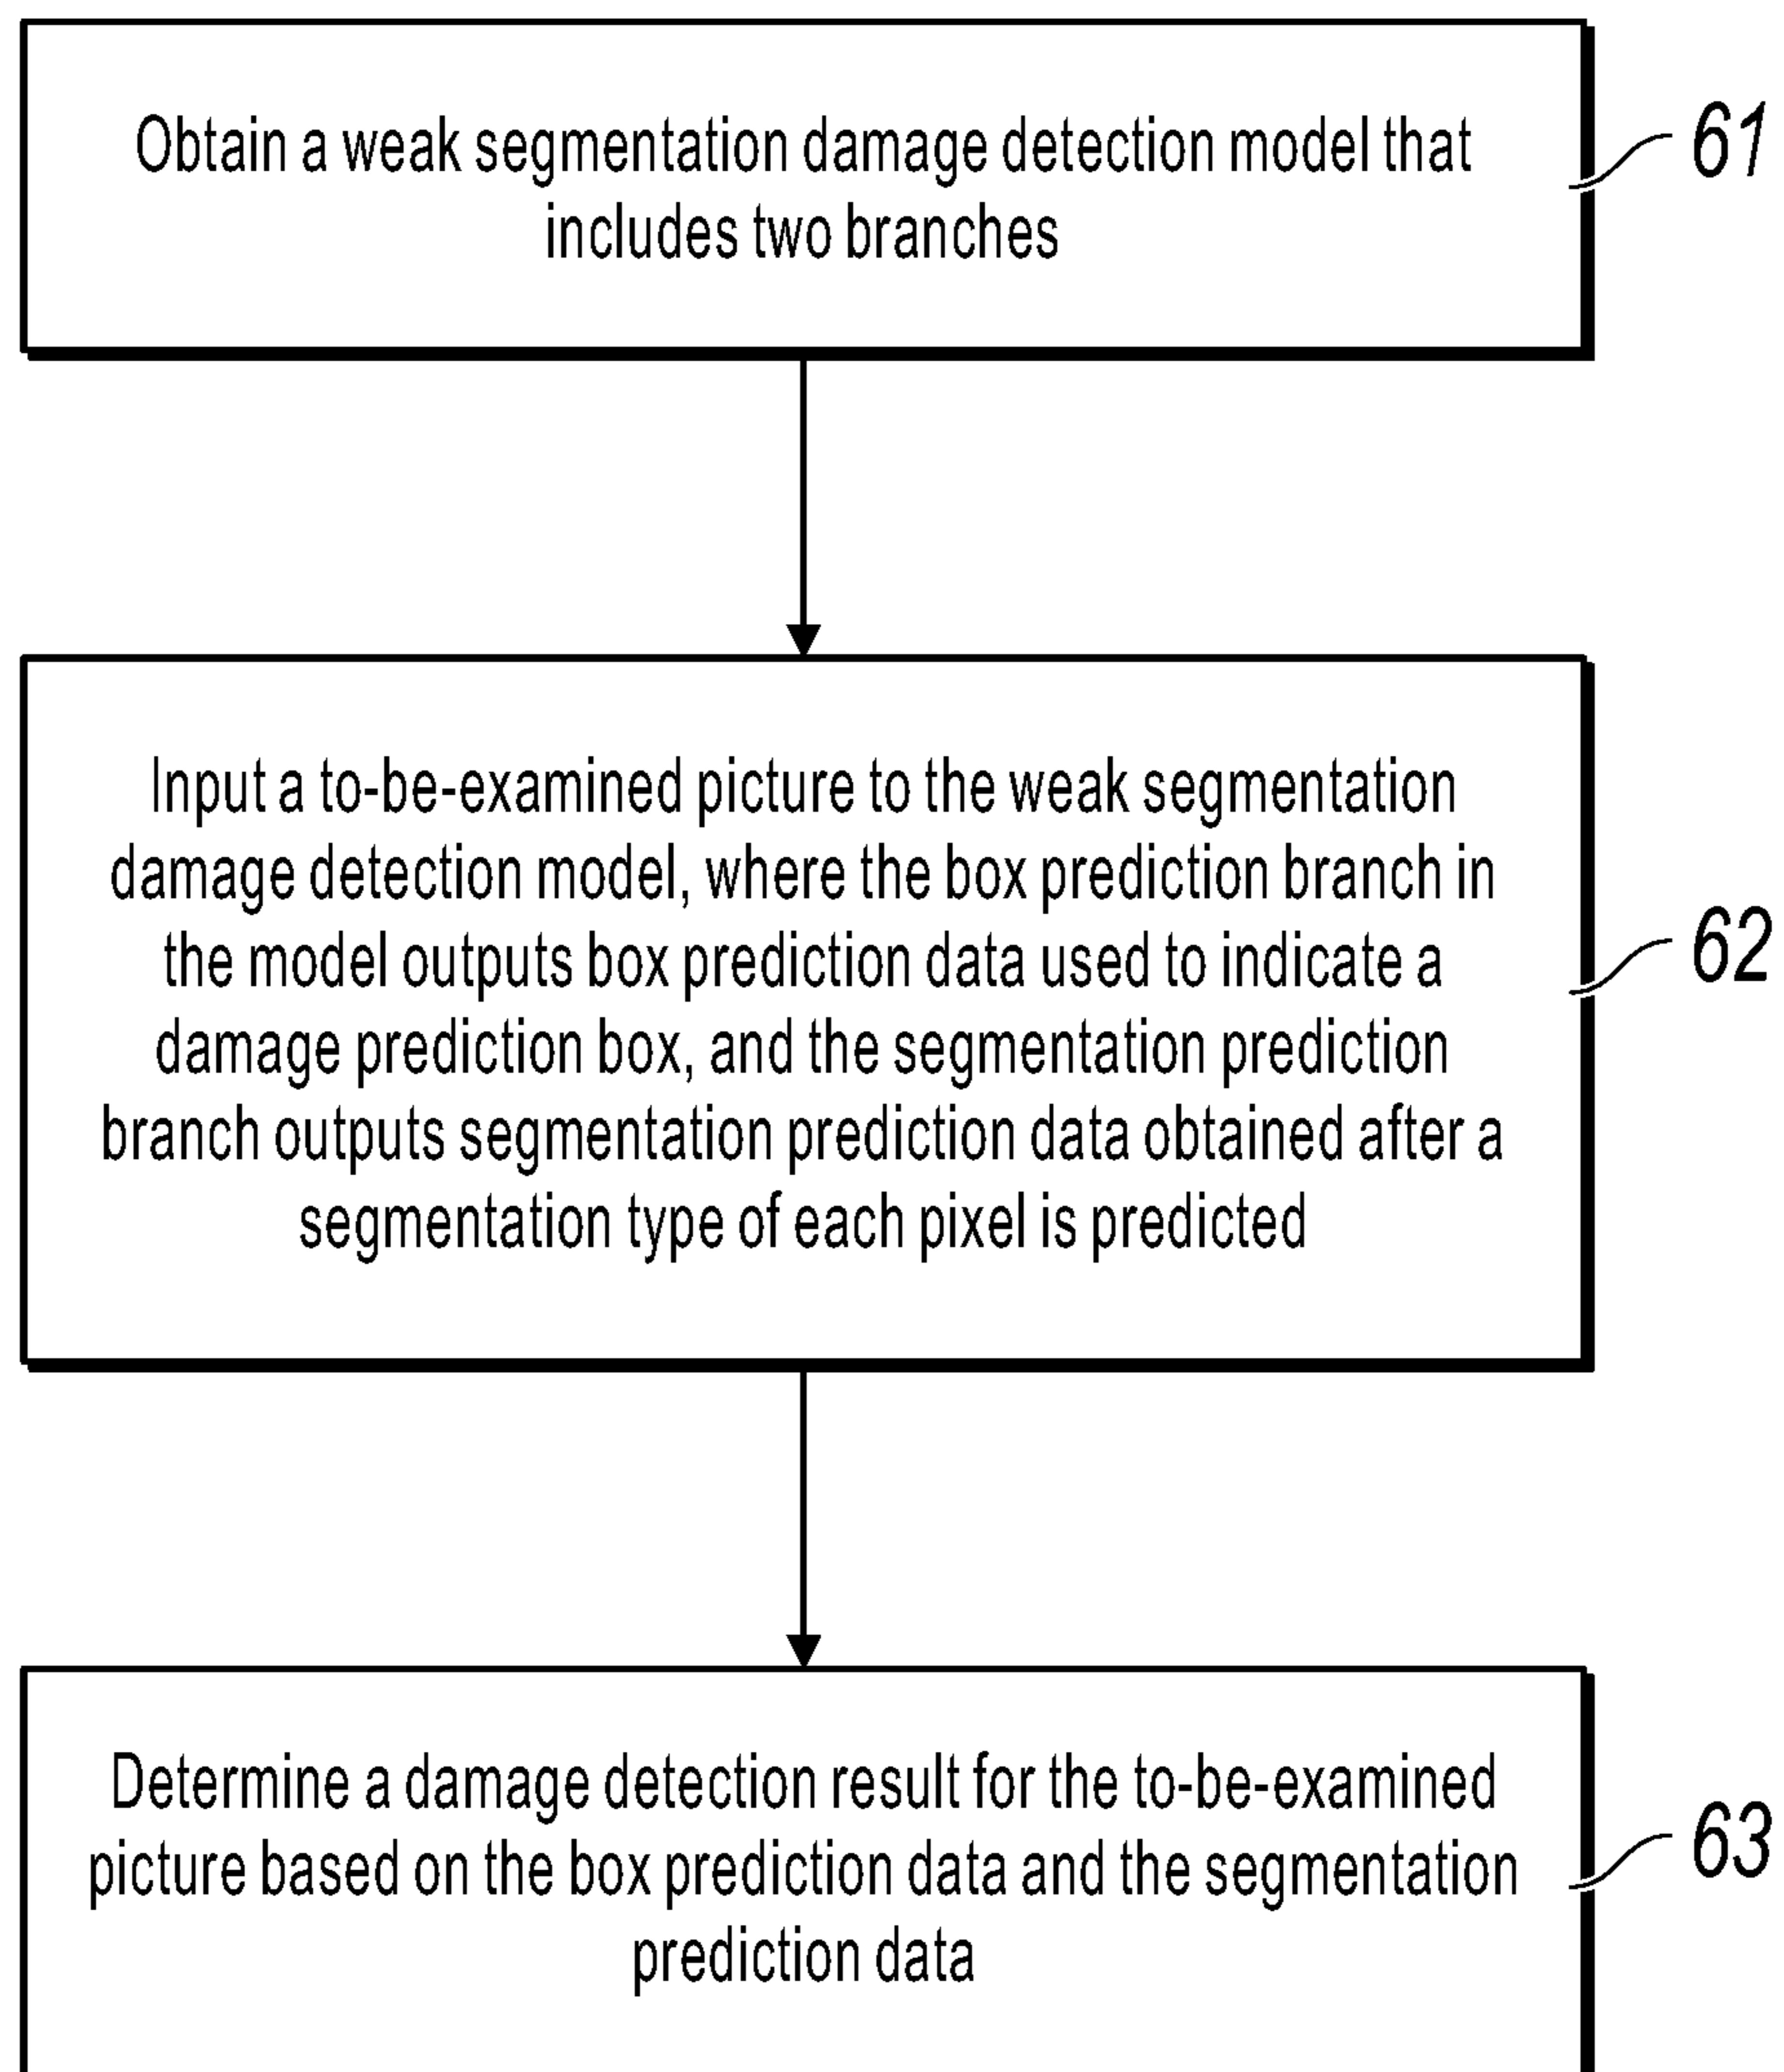 Obtain a weak segmentation damage detection model that
includes two branches
61
Input a to-be-examined picture to the weak segmentation
damage detection model, where the box prediction branch in
the model outputs box prediction data used to indicate a
damage prediction box, and the segmentation prediction
branch outputs segmentation prediction data obtained after a
segmentation type of each pixel is predicted
62
Determine a damage detection result for the to-be-examined
picture based on the box prediction data and the segmentation
prediction data
63